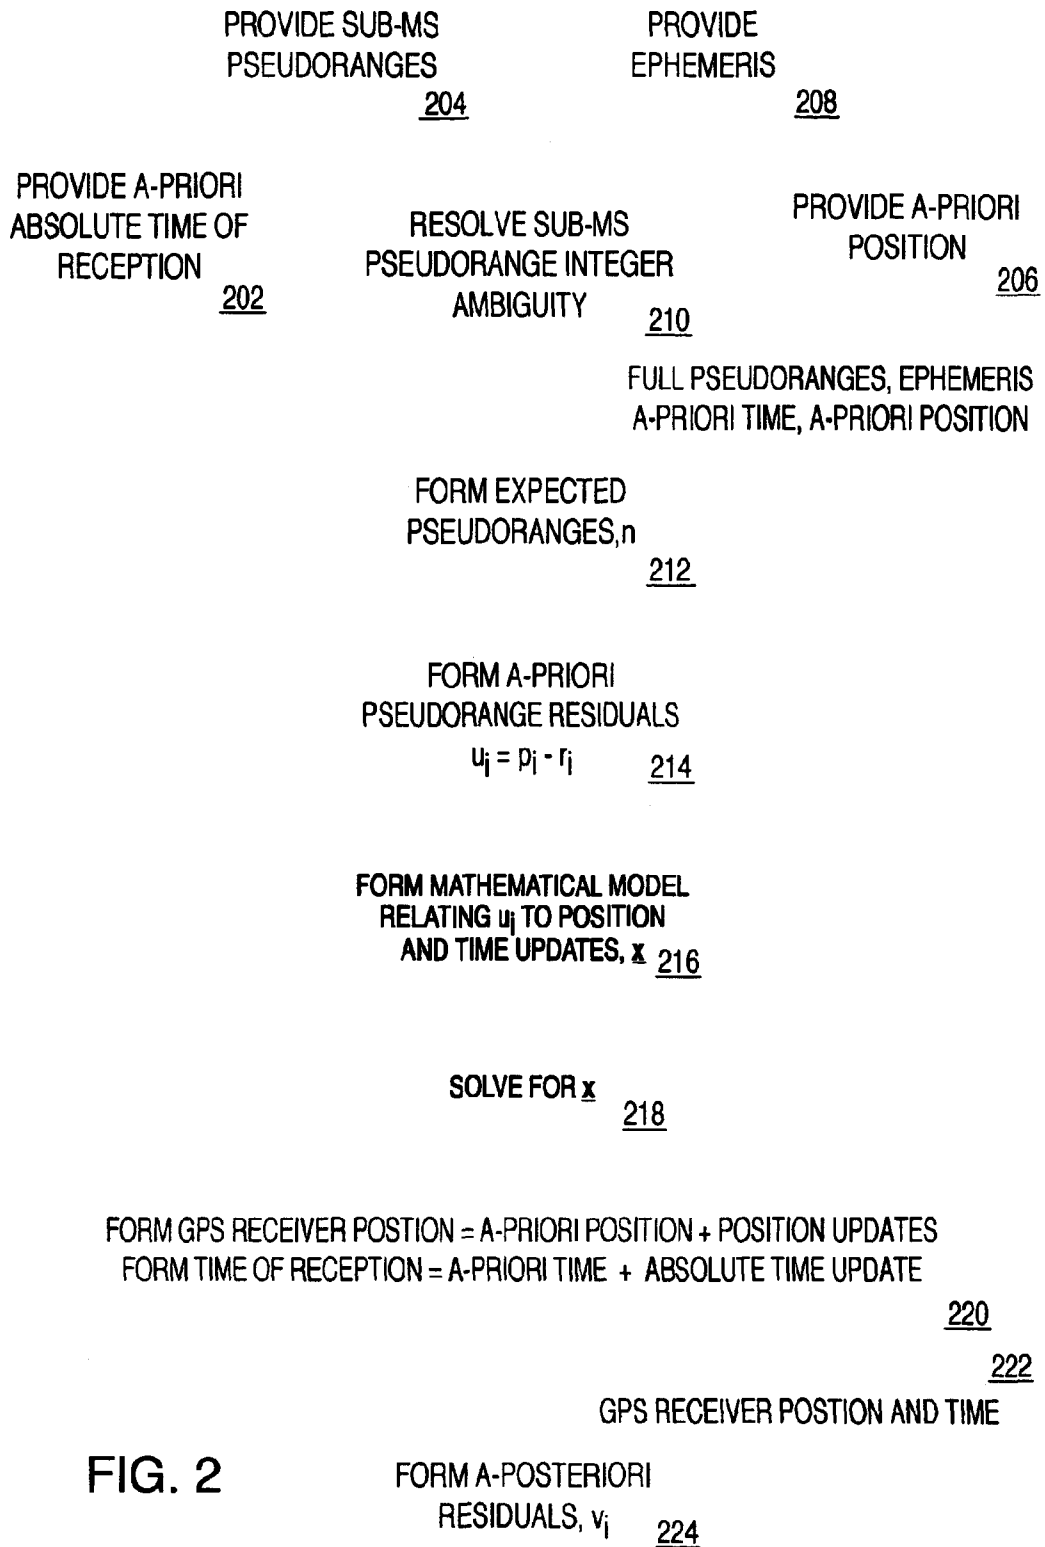 PROVIDE SUB-MS
PSEUDORANGES
204
PROVIDE
EPHEMERIS
208
PROVIDE A-PRIORI
ABSOLUTE TIME OF
RECEPTION
202
RESOLVE SUB-MS
PSEUDORANGE INTEGER
AMBIGUITY
210
PROVIDE A-PRIORI
POSITION
206
FULL PSEUDORANGES, EPHEMERIS
A-PRIORI TIME, A-PRIORI POSITION
FORM EXPECTED
PSEUDORANGES,n
212
FORM A-PRIORI
PSEUDORANGE RESIDUALS
ui = pi - ri
214
FORM MATHEMATICAL MODEL
RELATING ui TO POSITION
AND TIME UPDATES, x
216
SOLVE FOR x
218
FORM GPS RECEIVER POSTION = A-PRIORI POSITION + POSITION UPDATES
FORM TIME OF RECEPTION = A-PRIORI TIME + ABSOLUTE TIME UPDATE
220
222
GPS RECEIVER POSTION AND TIME
FIG. 2
FORM A-POSTERIORI
RESIDUALS, vi
224